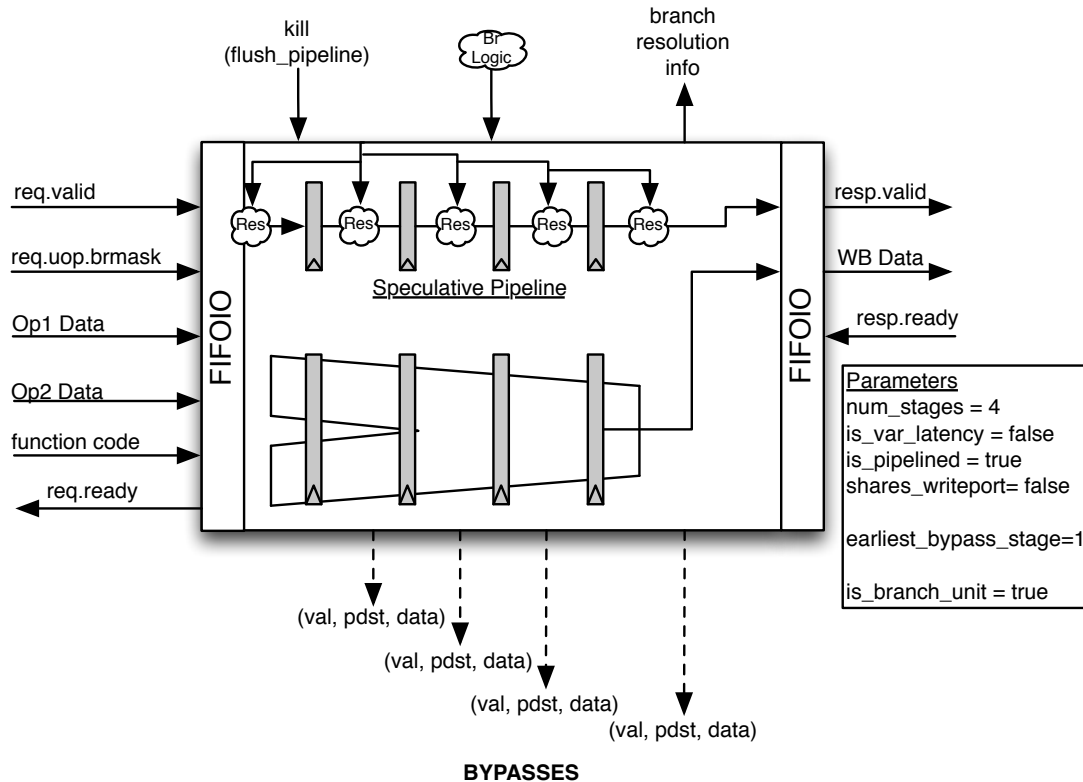 kill
(flush_pipeline)
Br
Logic
branch
resolution
info
req.valid
req.uop.brmask
Op1 Data
Op2 Data
function code
req.ready
FIFOIO
Res
Res
Res
Res
Res
Speculative Pipeline
FIFOIO
resp.valid
WB Data
resp.ready
Parameters
num_stages = 4
is_var_latency = false
is_pipelined = true
shares_writeport= false
earliest_bypass_stage=1
is_branch_unit = true
(val, pdst, data)
(val, pdst, data)
(val, pdst, data)
(val, pdst, data)
BYPASSES